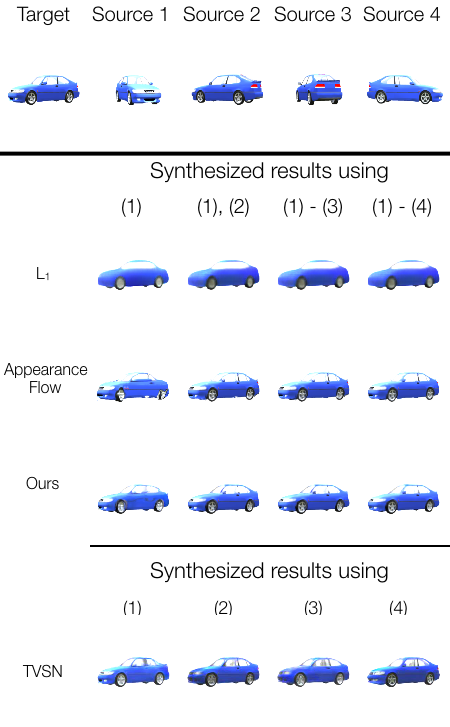 Target Source 1 Source 2 Source 3 Source 4
Synthesized results using
(1) (1), (2) (1) - (3) (1) - (4)
L₁
Appearance
Flow
Ours
Synthesized results using
(1) (2) (3) (4)
TVSN